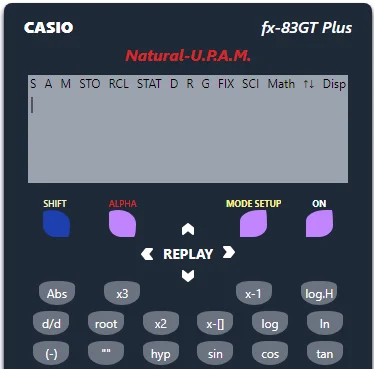 CASIO fx-83GT Plus
Natural-U.P.A.M.
S A M STO RCL STAT D R G FIX SCI Math ↑↓ Disp
SHIFT ALPHA MODE SETUP ON
REPLAY
Abs x3 x-1 log.H
d/d root x2 x-[] log ln
(-) "" hyp sin cos tan